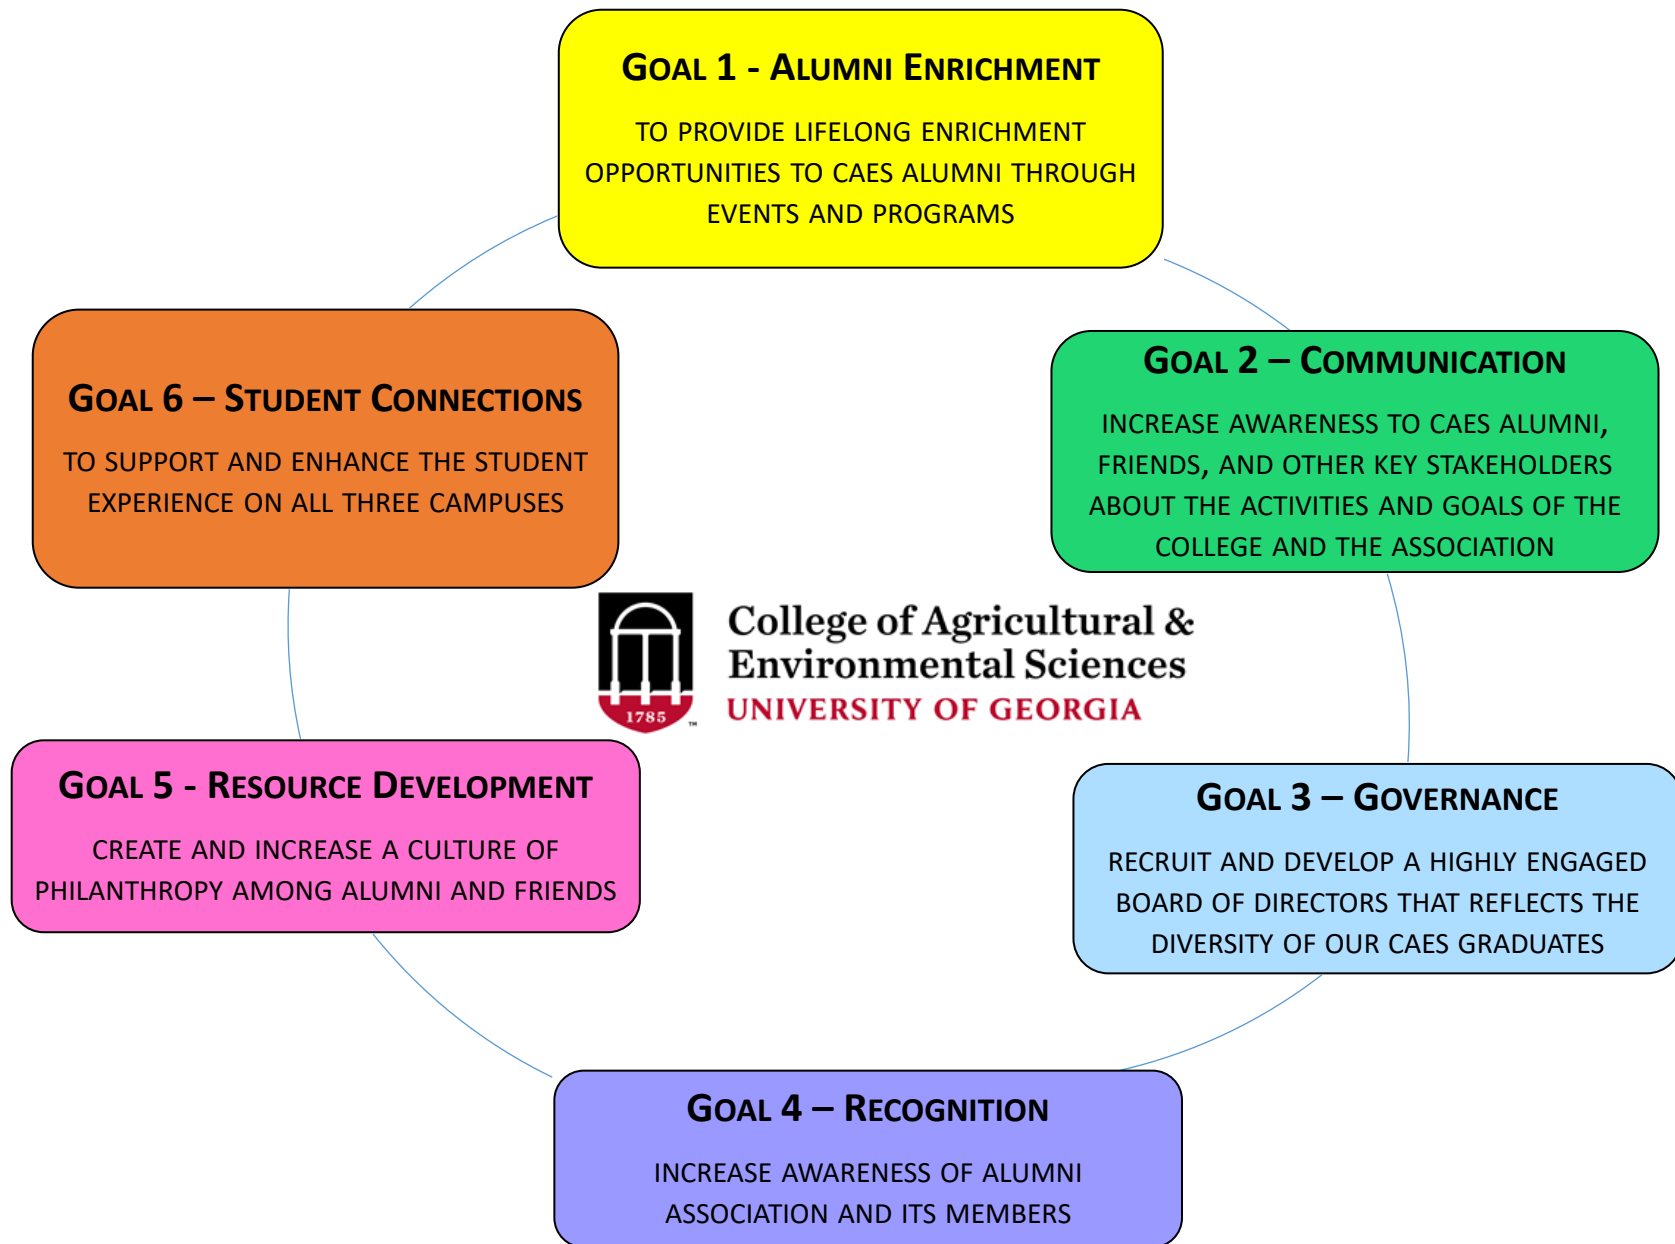 GOAL 1 - ALUMNI ENRICHMENT
TO PROVIDE LIFELONG ENRICHMENT
OPPORTUNITIES TO CAES ALUMNI THROUGH
EVENTS AND PROGRAMS
GOAL 2 – COMMUNICATION
INCREASE AWARENESS TO CAES ALUMNI,
FRIENDS, AND OTHER KEY STAKEHOLDERS
ABOUT THE ACTIVITIES AND GOALS OF THE
COLLEGE AND THE ASSOCIATION
GOAL 3 – GOVERNANCE
RECRUIT AND DEVELOP A HIGHLY ENGAGED
BOARD OF DIRECTORS THAT REFLECTS THE
DIVERSITY OF OUR CAES GRADUATES
GOAL 4 – RECOGNITION
INCREASE AWARENESS OF ALUMNI
ASSOCIATION AND ITS MEMBERS
GOAL 5 - RESOURCE DEVELOPMENT
CREATE AND INCREASE A CULTURE OF
PHILANTHROPY AMONG ALUMNI AND FRIENDS
GOAL 6 – STUDENT CONNECTIONS
TO SUPPORT AND ENHANCE THE STUDENT
EXPERIENCE ON ALL THREE CAMPUSES
College of Agricultural &
Environmental Sciences
UNIVERSITY OF GEORGIA
1785
™